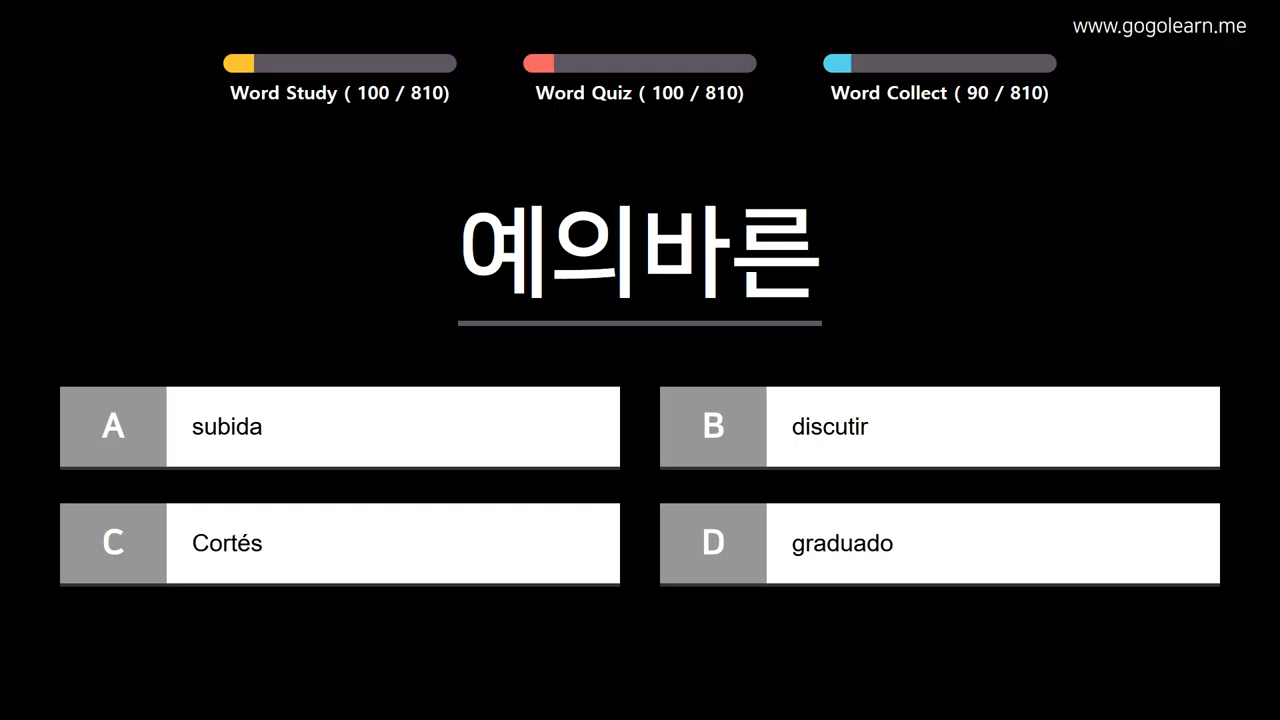 www.gogolearn.me
Word Study ( 100 / 810)
Word Quiz ( 100 / 810)
Word Collect ( 90 / 810)
예의바른
A subida
B discutir
C Cortés
D graduado